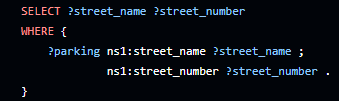 SELECT ?street_name ?street_number
WHERE {
?parking ns1:street_name ?street_name ;
ns1:street_number ?street_number .
}